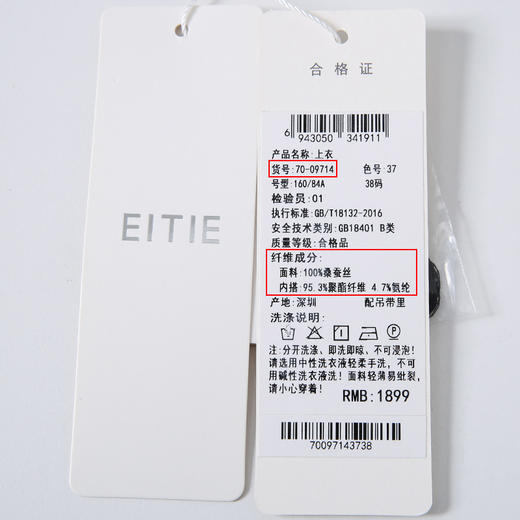 EITIE
合格证
6 943050 341911
产品名称:上衣
货号:70-09714 色号:37
号型:160/84A 38码
检验员:01
执行标准:GB/T18132-2016
安全技术类别:GB18401 B类
质量等级:合格品
纤维成分:
面料:100%桑蚕丝
内搭:95.3%聚酯纤维 4.7%氨纶
产地:深圳 配吊带里
洗涤说明:
注:分开洗涤、即洗即晾、不可浸泡!
请选用中性洗衣液轻柔手洗,不可
用碱性洗衣液洗!面料轻薄易纰裂,
请小心穿着!
RMB:1899
70097143738